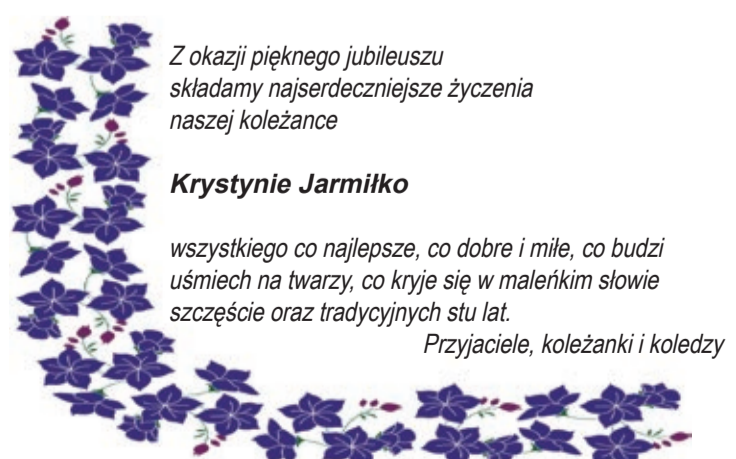 Z okazji pięknego jubileuszu
składamy najserdeczniejsze życzenia
naszej koleżance
Krystynie Jarmiłko
wszystkiego co najlepsze, co dobre i miłe, co budzi
uśmiech na twarzy, co kryje się w maleńkim słowie
szczęście oraz tradycyjnych stu lat.
Przyjaciele, koleżanki i koledzy